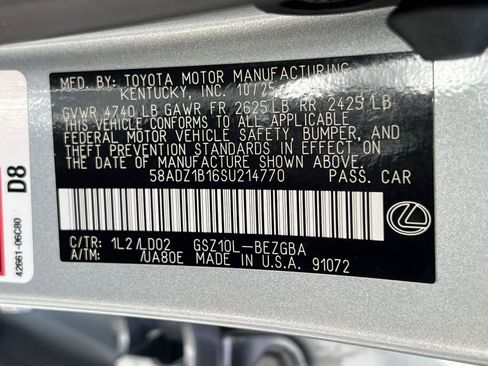 MFD. BY: TOYOTA MOTOR MANUFACTURING
KENTUCKY, INC. 10/25
GVWR 4740 LB GAWR FR 2625 LB RR 2425 LB
THIS VEHICLE CONFORMS TO ALL APPLICABLE
FEDERAL MOTOR VEHICLE SAFETY, BUMPER, AND
THEFT PREVENTION STANDARDS IN EFFECT ON
THE DATE OF MANUFACTURE SHOWN ABOVE.
58ADZ1B16SU214770 PASS. CAR
C/TR: 1L2/LD02 GSZ10L-BEZGBA
A/TM: /UA80E MADE IN U.S.A. 91072
D8
42661-06C80